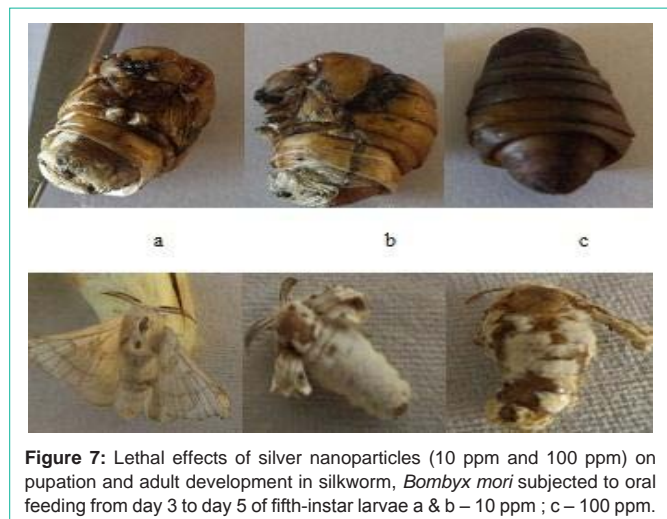 a b c
Figure 7: Lethal effects of silver nanoparticles (10 ppm and 100 ppm) on
pupation and adult development in silkworm, Bombyx mori subjected to oral
feeding from day 3 to day 5 of fifth-instar larvae a & b – 10 ppm ; c – 100 ppm.